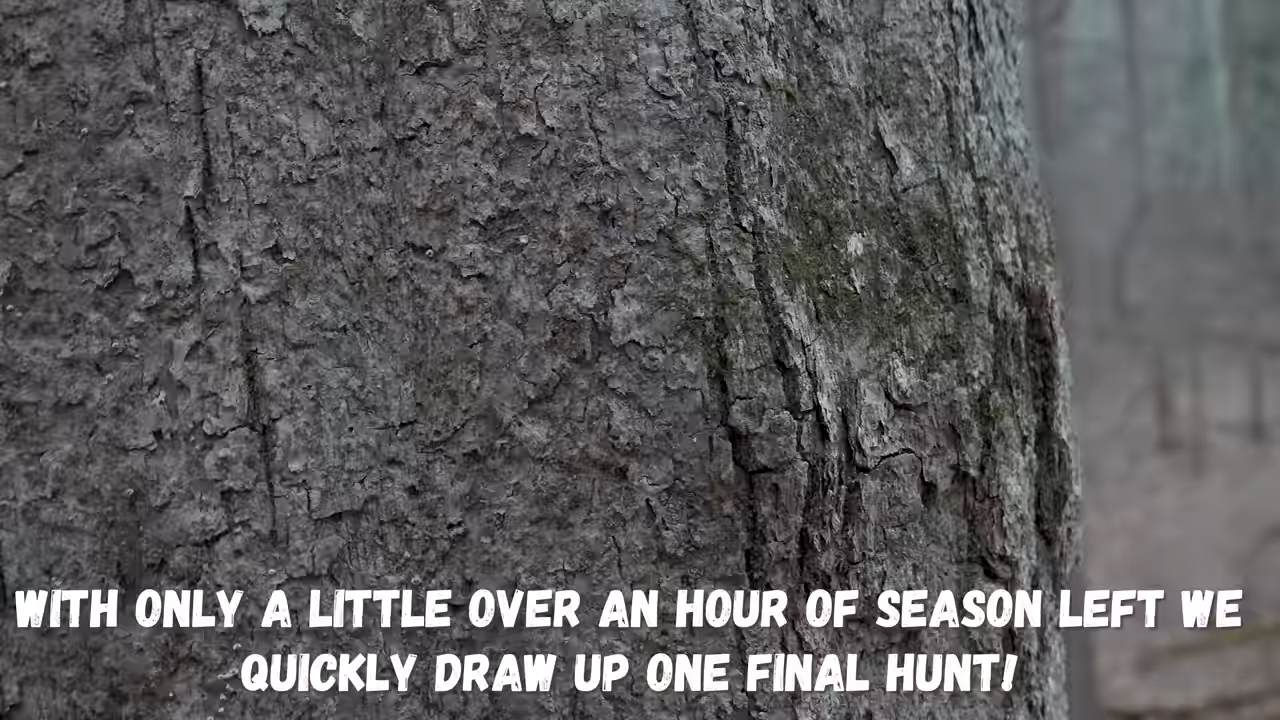 WITH ONLY A LITTLE OVER AN HOUR OF SEASON LEFT WE
QUICKLY DRAW UP ONE FINAL HUNT!